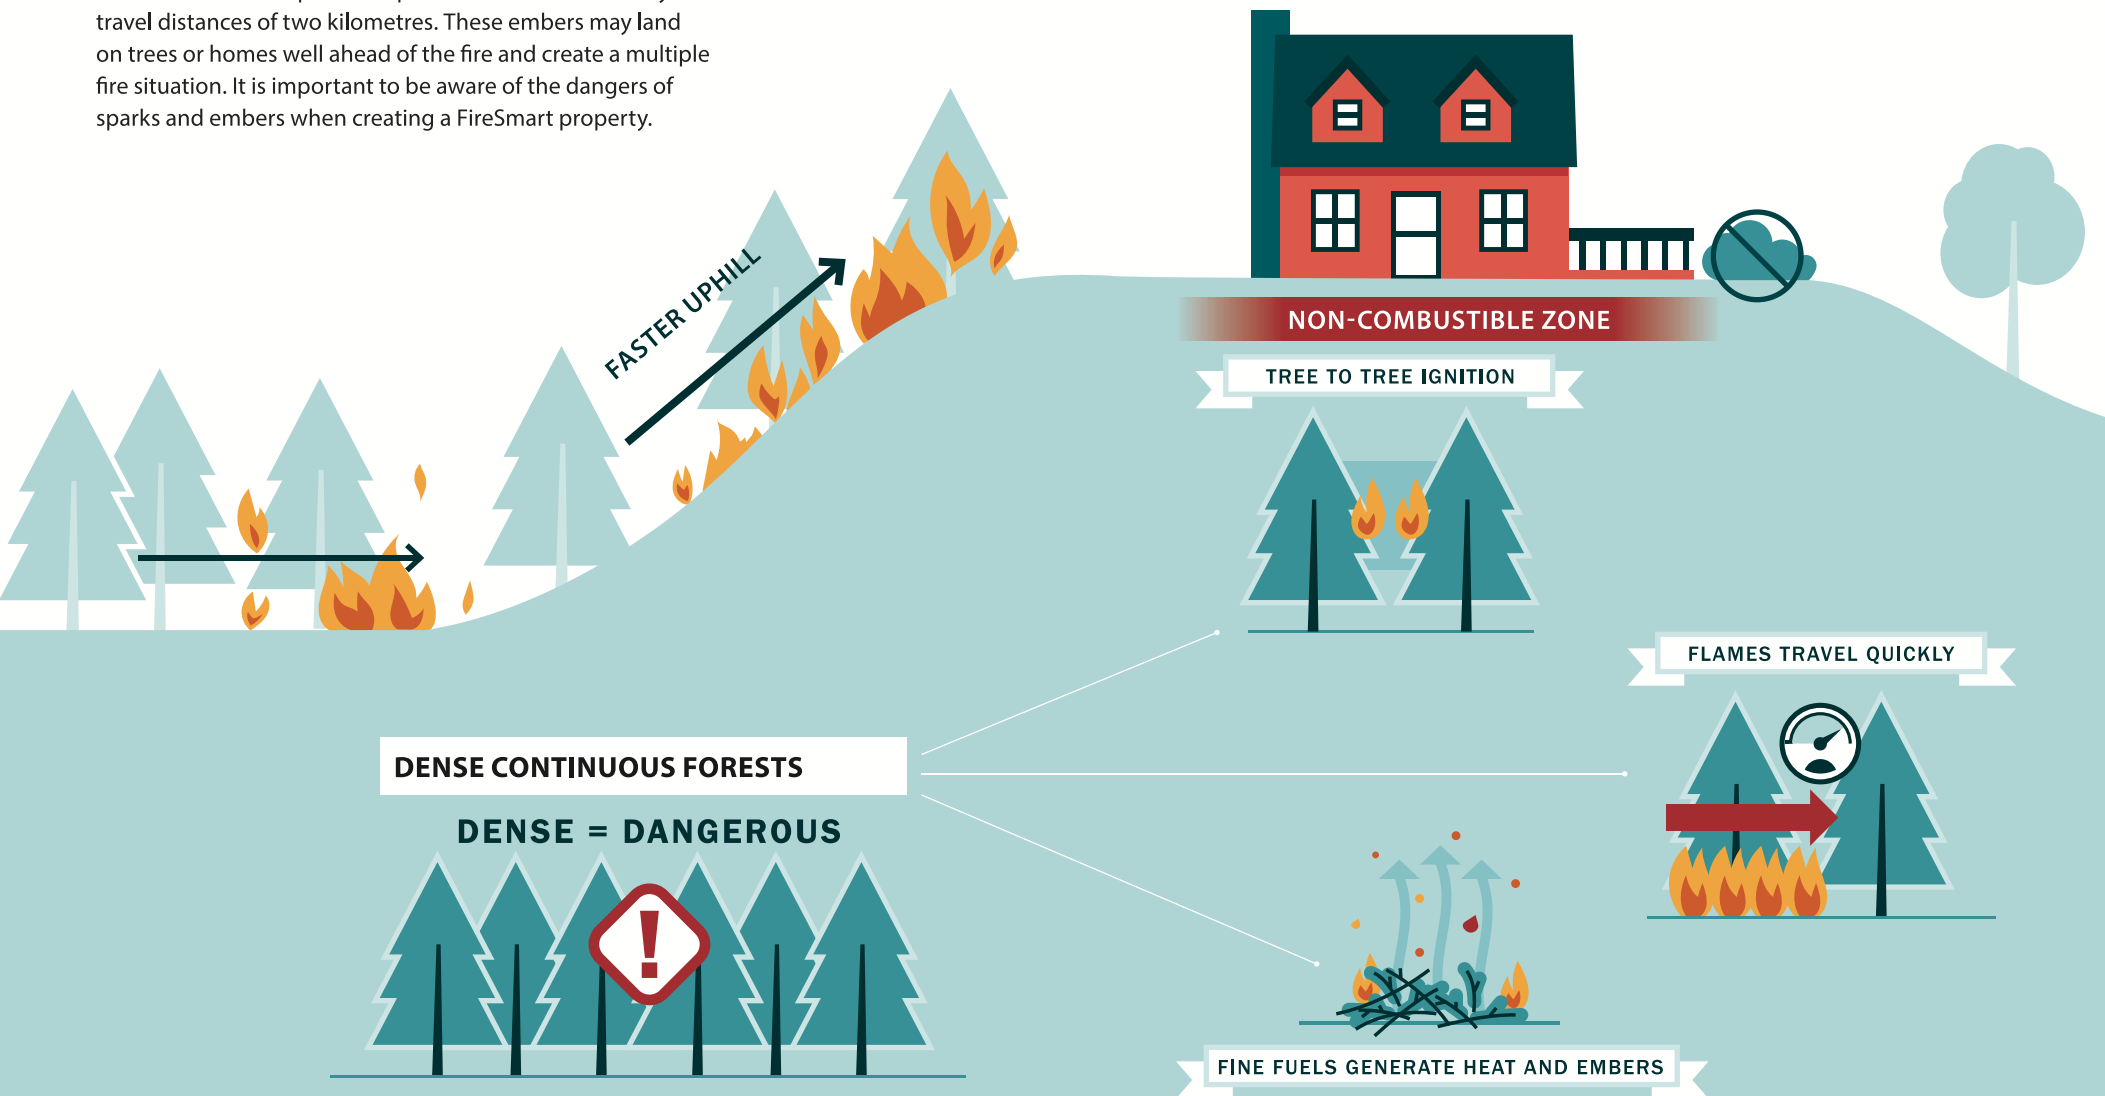 travel distances of two kilometres. These embers may land
on trees or homes well ahead of the fire and create a multiple
fire situation. It is important to be aware of the dangers of
sparks and embers when creating a FireSmart property.
FASTER UPHILL
NON-COMBUSTIBLE ZONE
TREE TO TREE IGNITION
FLAMES TRAVEL QUICKLY
DENSE CONTINUOUS FORESTS
DENSE = DANGEROUS
!
FINE FUELS GENERATE HEAT AND EMBERS